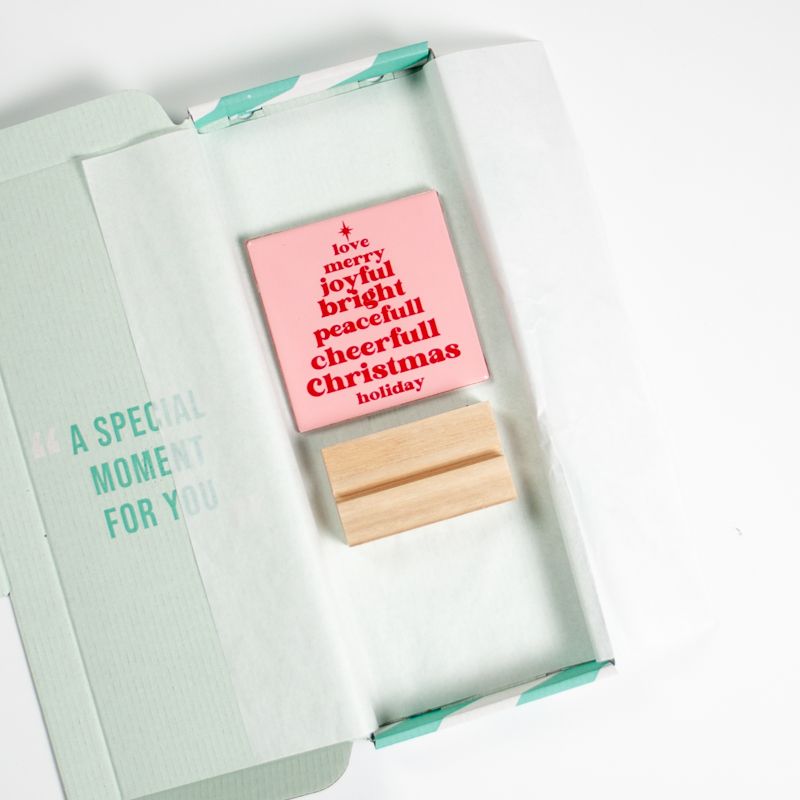 love
merry
joyful
bright
peacefull
cheerfull
Christmas
holiday
“ A SPECIAL
MOMENT
FOR YOU